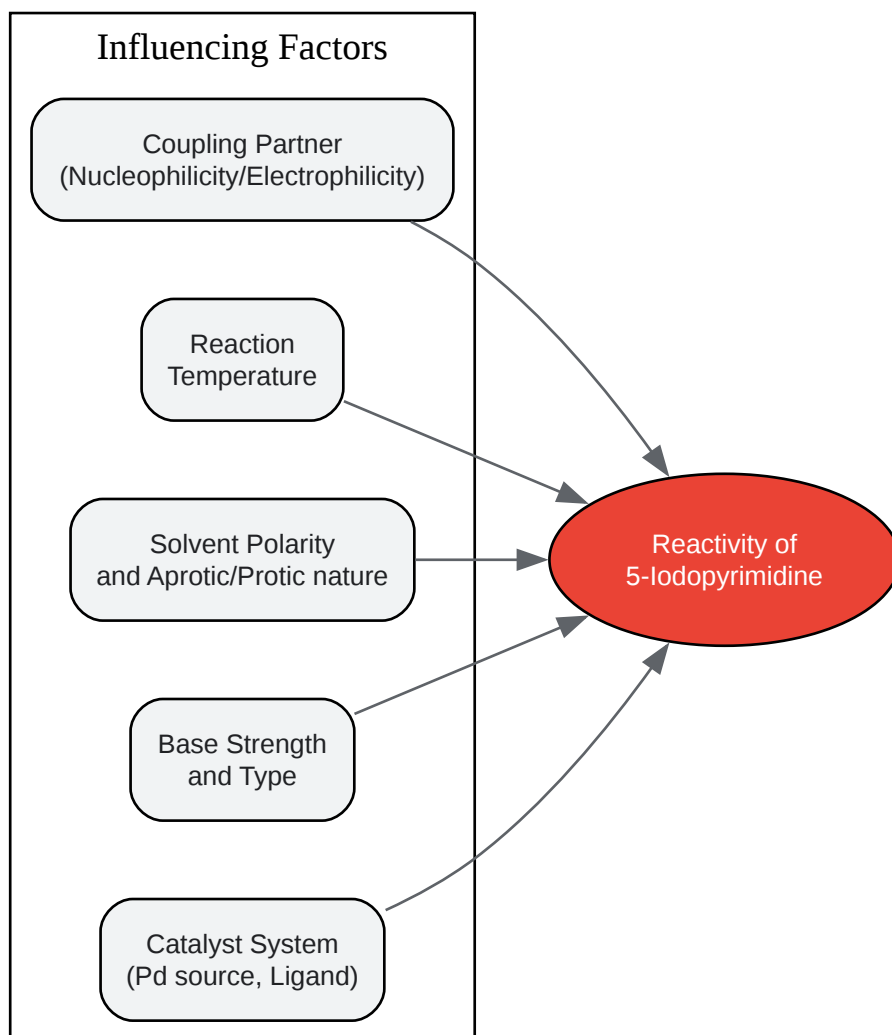 Influencing Factors
Coupling Partner
(Nucleophilicity/Electrophilicity)
Reaction
Temperature
Solvent Polarity
and Aprotic/Protic nature
Reactivity of
5-Iodopyrimidine
Base Strength
and Type
Catalyst System
(Pd source, Ligand)